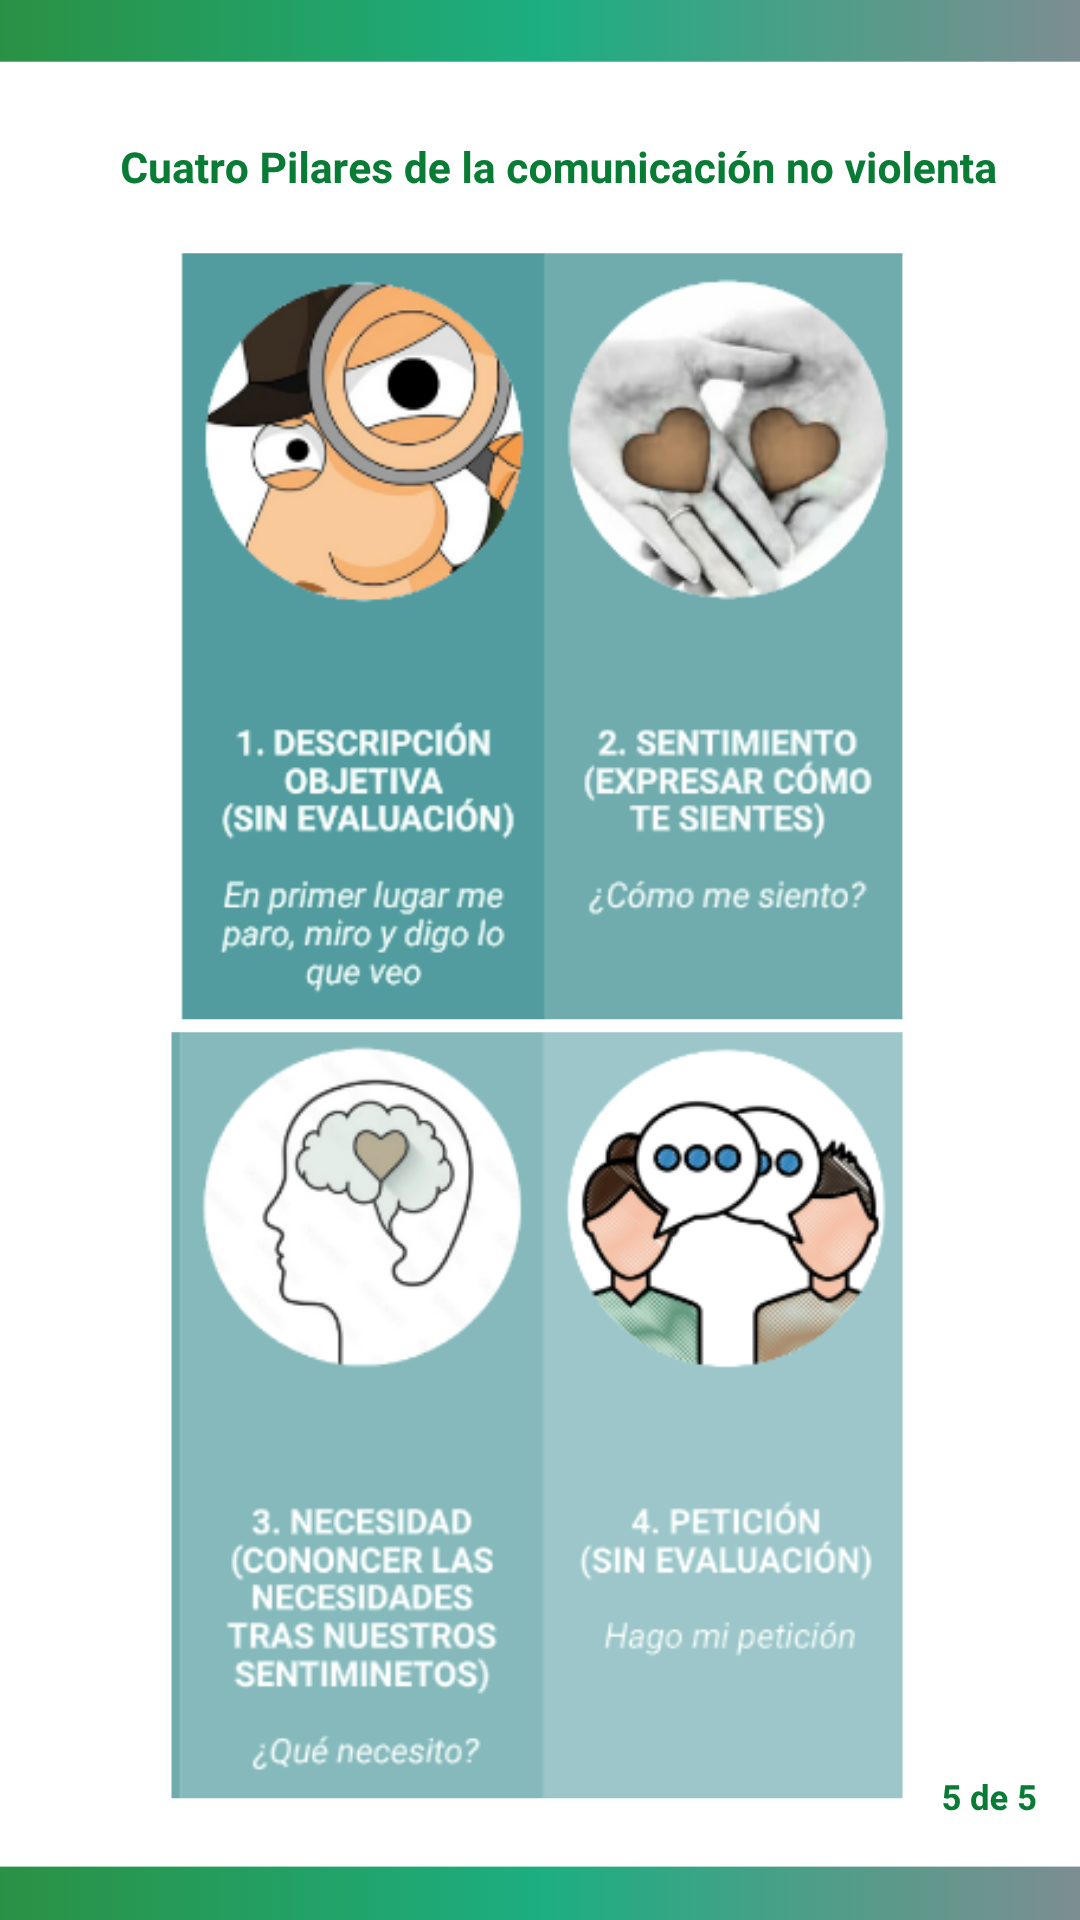 Cuatro Pilares de la comunicación no violenta
1. DESCRIPCIÓN
OBJETIVA
(SIN EVALUACIÓN)
En primer lugar me
paro, miro y digo lo
que veo
2. SENTIMIENTO
(EXPRESAR CÓMO
TE SIENTES)
¿Cómo me siento?
3. NECESIDAD
(CONONCER LAS
NECESIDADES
TRAS NUESTROS
SENTIMINETOS)
¿Qué necesito?
4. PETICIÓN
(SIN EVALUACIÓN)
Hago mi petición
5 de 5